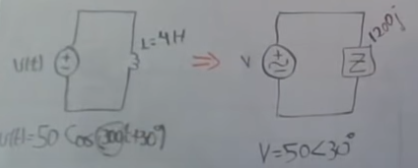 V(t)
L=4H
⇒
V
Z
1200j
V(t)=50 Cos(300t+30°)
V=50<30°